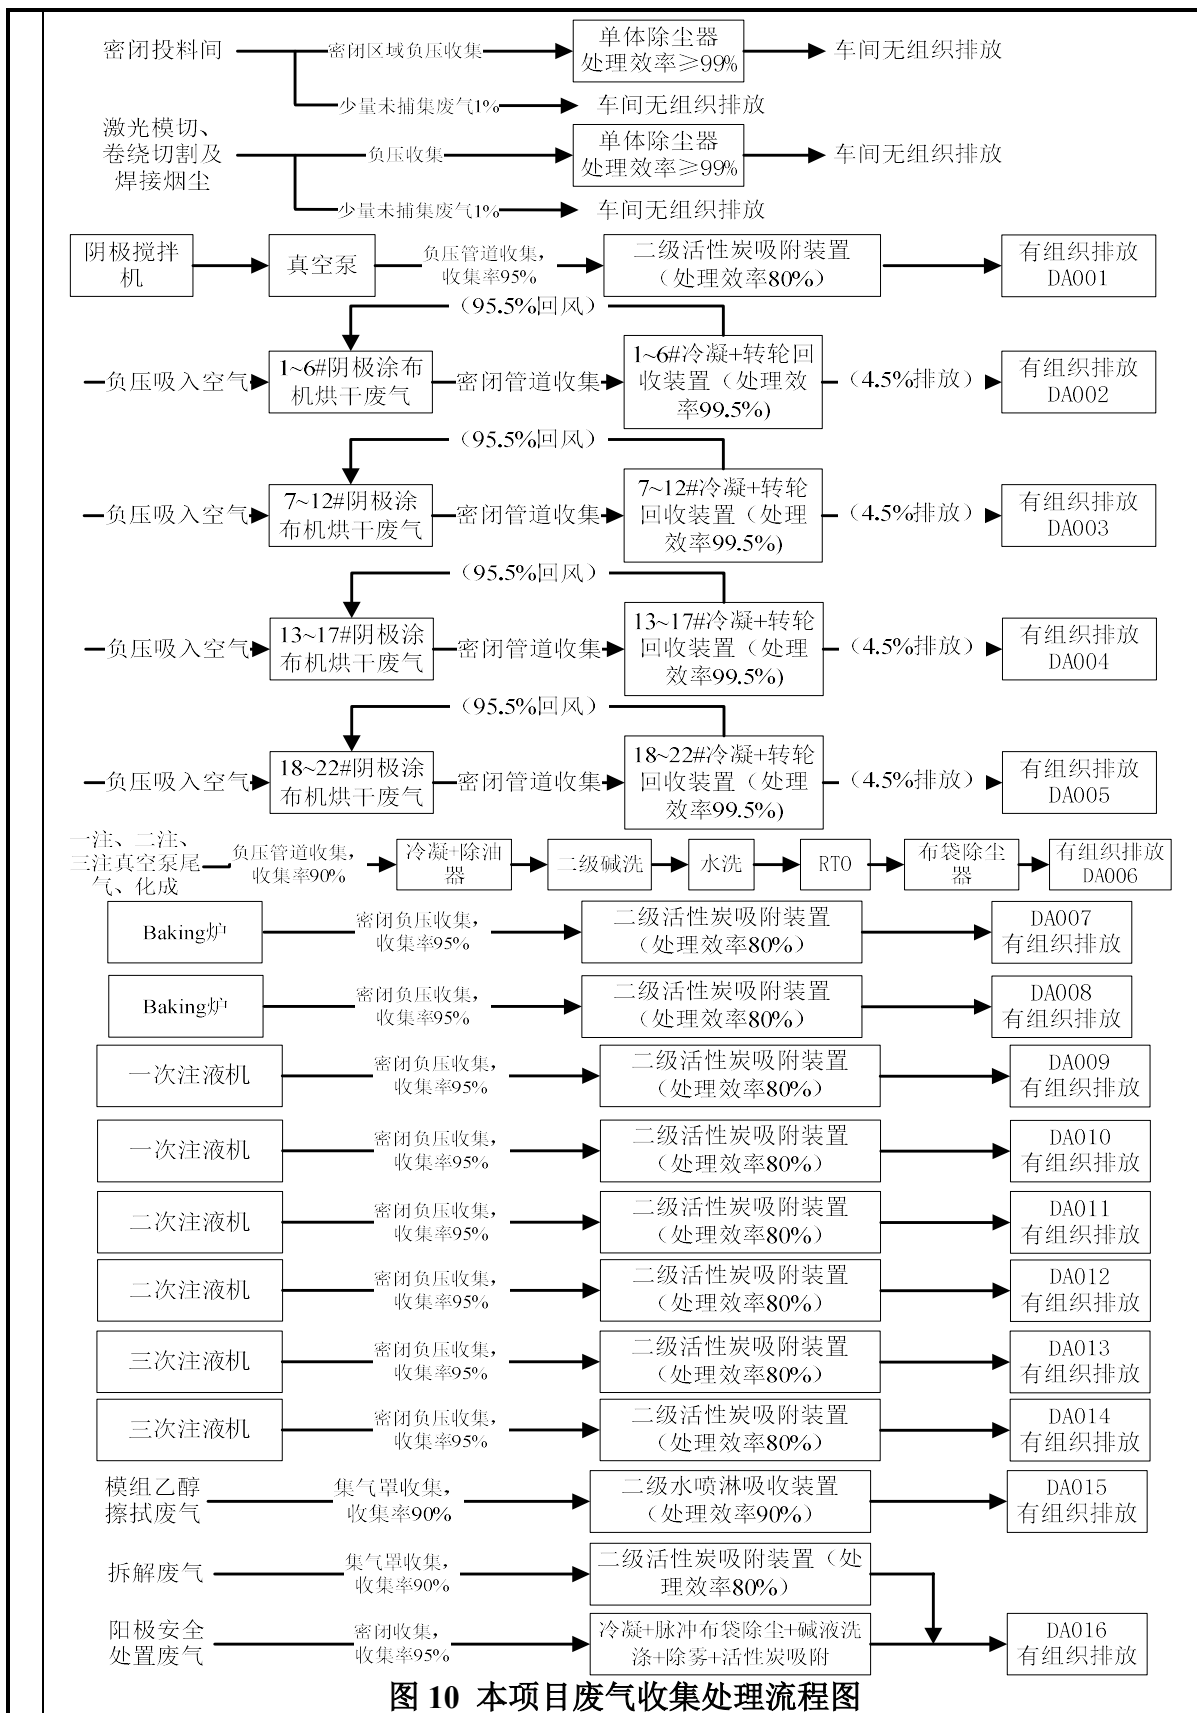 密闭投料间
密闭区域负压收集
单体除尘器
处理效率≥99%
车间无组织排放
少量未捕集废气1%
车间无组织排放
激光模切、
卷绕切割及
焊接烟尘
负压收集
单体除尘器
处理效率≥99%
车间无组织排放
少量未捕集废气1%
车间无组织排放
阴极搅拌
机
真空泵
负压管道收集，
收集率95%
二级活性炭吸附装置
（处理效率80%）
有组织排放
DA001
（95.5%回风）
负压吸入空气
1~6#阴极涂布
机烘干废气
密闭管道收集
1~6#冷凝+转轮回
收装置（处理效
率99.5%)
（4.5%排放）
有组织排放
DA002
（95.5%回风）
负压吸入空气
7~12#阴极涂
布机烘干废气
密闭管道收集
7~12#冷凝+转轮
回收装置（处理
效率99.5%)
（4.5%排放）
有组织排放
DA003
（95.5%回风）
负压吸入空气
13~17#阴极涂
布机烘干废气
密闭管道收集
13~17#冷凝+转轮
回收装置（处理
效率99.5%)
（4.5%排放）
有组织排放
DA004
（95.5%回风）
负压吸入空气
18~22#阴极涂
布机烘干废气
密闭管道收集
18~22#冷凝+转轮
回收装置（处理
效率99.5%)
（4.5%排放）
有组织排放
DA005
一注、二注、
三注真空泵尾
气、化成
负压管道收集，
收集率90%
冷凝+除油
器
二级碱洗
水洗
RTO
布袋除尘
器
有组织排放
DA006
Baking炉
密闭负压收集，
收集率95%
二级活性炭吸附装置
（处理效率80%）
DA007
有组织排放
Baking炉
密闭负压收集，
收集率95%
二级活性炭吸附装置
（处理效率80%）
DA008
有组织排放
一次注液机
密闭负压收集，
收集率95%
二级活性炭吸附装置
（处理效率80%）
DA009
有组织排放
一次注液机
密闭负压收集，
收集率95%
二级活性炭吸附装置
（处理效率80%）
DA010
有组织排放
二次注液机
密闭负压收集，
收集率95%
二级活性炭吸附装置
（处理效率80%）
DA011
有组织排放
二次注液机
密闭负压收集，
收集率95%
二级活性炭吸附装置
（处理效率80%）
DA012
有组织排放
三次注液机
密闭负压收集，
收集率95%
二级活性炭吸附装置
（处理效率80%）
DA013
有组织排放
三次注液机
密闭负压收集，
收集率95%
二级活性炭吸附装置
（处理效率80%）
DA014
有组织排放
模组乙醇
擦拭废气
集气罩收集，
收集率90%
二级水喷淋吸收装置
（处理效率90%）
DA015
有组织排放
拆解废气
集气罩收集，
收集率90%
二级活性炭吸附装置（处
理效率80%）
阳极安全
处置废气
密闭收集，
收集率95%
冷凝+脉冲布袋除尘+碱液洗
涤+除雾+活性炭吸附
DA016
有组织排放
图 10 本项目废气收集处理流程图